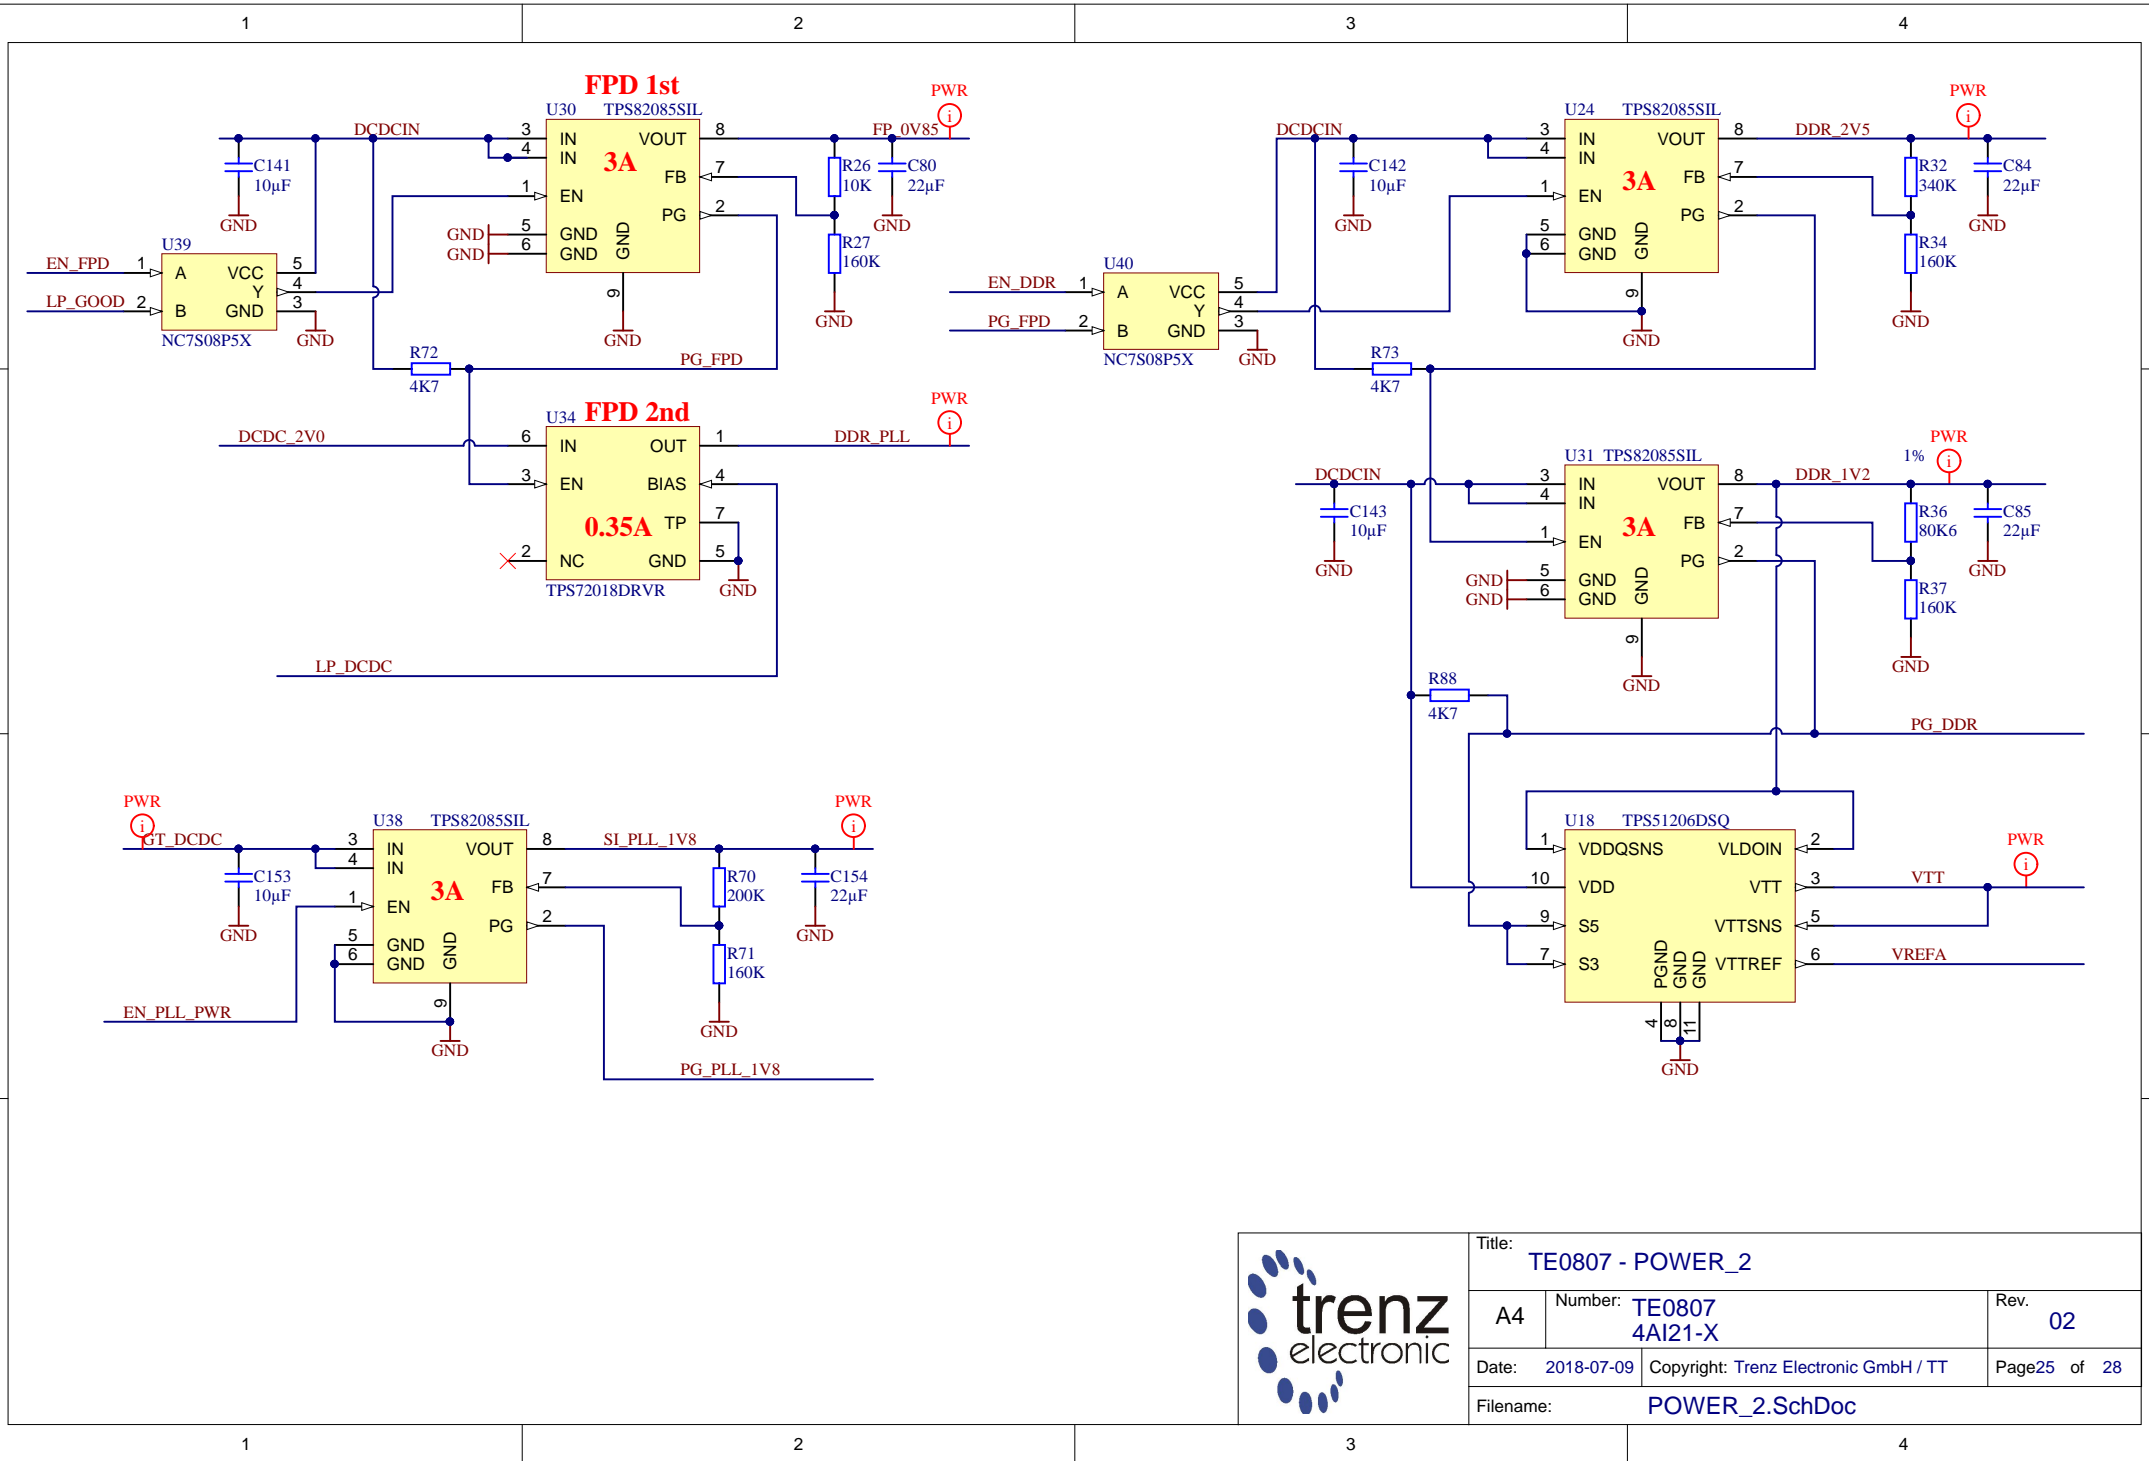 1 2 3 4
FPD 1st
U30 TPS82085SIL
PWR
DCDCIN
3 IN VOUT 8
4 IN
FP_0V85
3A
C141
10µF
GND
1 EN
FB 7
PG 2
R26
10K
C80
22µF
GND
GND 5 GND
GND 6 GND
GND
9
GND
R27
160K
GND
U39
EN_FPD 1 A VCC 5
Y 4
LP_GOOD 2 B GND 3
NC7S08P5X
GND
R72
4K7
PG_FPD
U34 FPD 2nd
PWR
DCDC_2V0 6 IN OUT 1 DDR_PLL
3 EN BIAS 4
0.35A TP 7
2 NC GND 5
TPS72018DRVR
GND
LP_DCDC
PWR
GT_DCDC
U38 TPS82085SIL
3 IN VOUT 8 SI_PLL_1V8
4 IN
PWR
3A
FB 7
1 EN
PG 2
C153
10µF
GND
5 GND
6 GND
GND
9
GND
R70
200K
C154
22µF
GND
R71
160K
GND
EN_PLL_PWR
PG_PLL_1V8
U24 TPS82085SIL
PWR
DCDCIN
3 IN VOUT 8 DDR_2V5
4 IN
3A
FB 7
1 EN
PG 2
C142
10µF
GND
5 GND
6 GND
GND
9
GND
R32
340K
C84
22µF
GND
R34
160K
GND
U40
EN_DDR 1 A VCC 5
Y 4
PG_FPD 2 B GND 3
NC7S08P5X
GND
R73
4K7
U31 TPS82085SIL
1%
PWR
DCDCIN
3 IN VOUT 8 DDR_1V2
4 IN
3A
FB 7
1 EN
PG 2
C143
10µF
GND
GND 5 GND
GND 6 GND
GND
9
GND
R36
80K6
C85
22µF
GND
R37
160K
GND
R88
4K7
PG_DDR
U18 TPS51206DSQ
PWR
1 VDDQSNS VLDOIN 2
10 VDD VTT 3 VTT
9 S5 VTTSNS 5
7 S3 VTTREF 6 VREFA
PGND GND GND
4 8 11
GND
trenz
electronic
Title: TE0807 - POWER_2
A4 Number: TE0807
4AI21-X
Rev. 02
Date: 2018-07-09 Copyright: Trenz Electronic GmbH / TT Page25 of 28
Filename: POWER_2.SchDoc
1 2 3 4